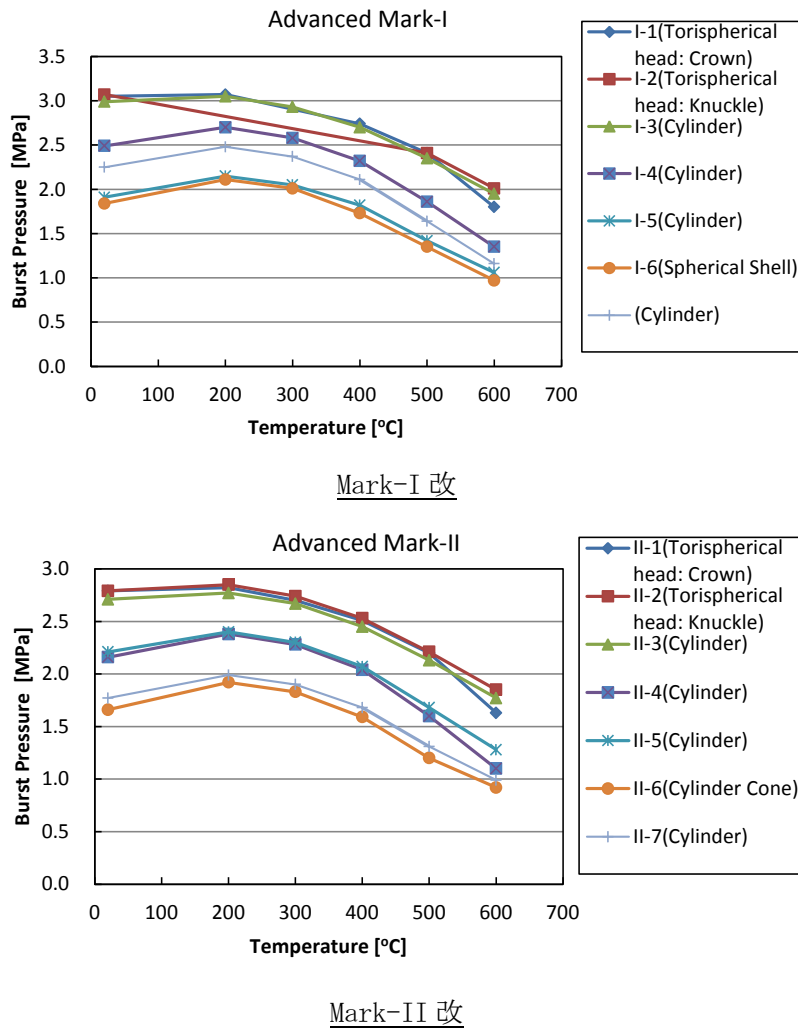 Advanced Mark-I
Burst Pressure [MPa]
3.5
3.0
2.5
2.0
1.5
1.0
0.5
0.0
0 100 200 300 400 500 600 700
Temperature [ºC]
I-1(Torispherical
head: Crown)
I-2(Torispherical
head: Knuckle)
I-3(Cylinder)
I-4(Cylinder)
I-5(Cylinder)
I-6(Spherical Shell)
(Cylinder)
Mark-I 改
Advanced Mark-II
Burst Pressure [MPa]
3.0
2.5
2.0
1.5
1.0
0.5
0.0
0 100 200 300 400 500 600 700
Temperature [ºC]
II-1(Torispherical
head: Crown)
II-2(Torispherical
head: Knuckle)
II-3(Cylinder)
II-4(Cylinder)
II-5(Cylinder)
II-6(Cylinder Cone)
II-7(Cylinder)
Mark-II 改